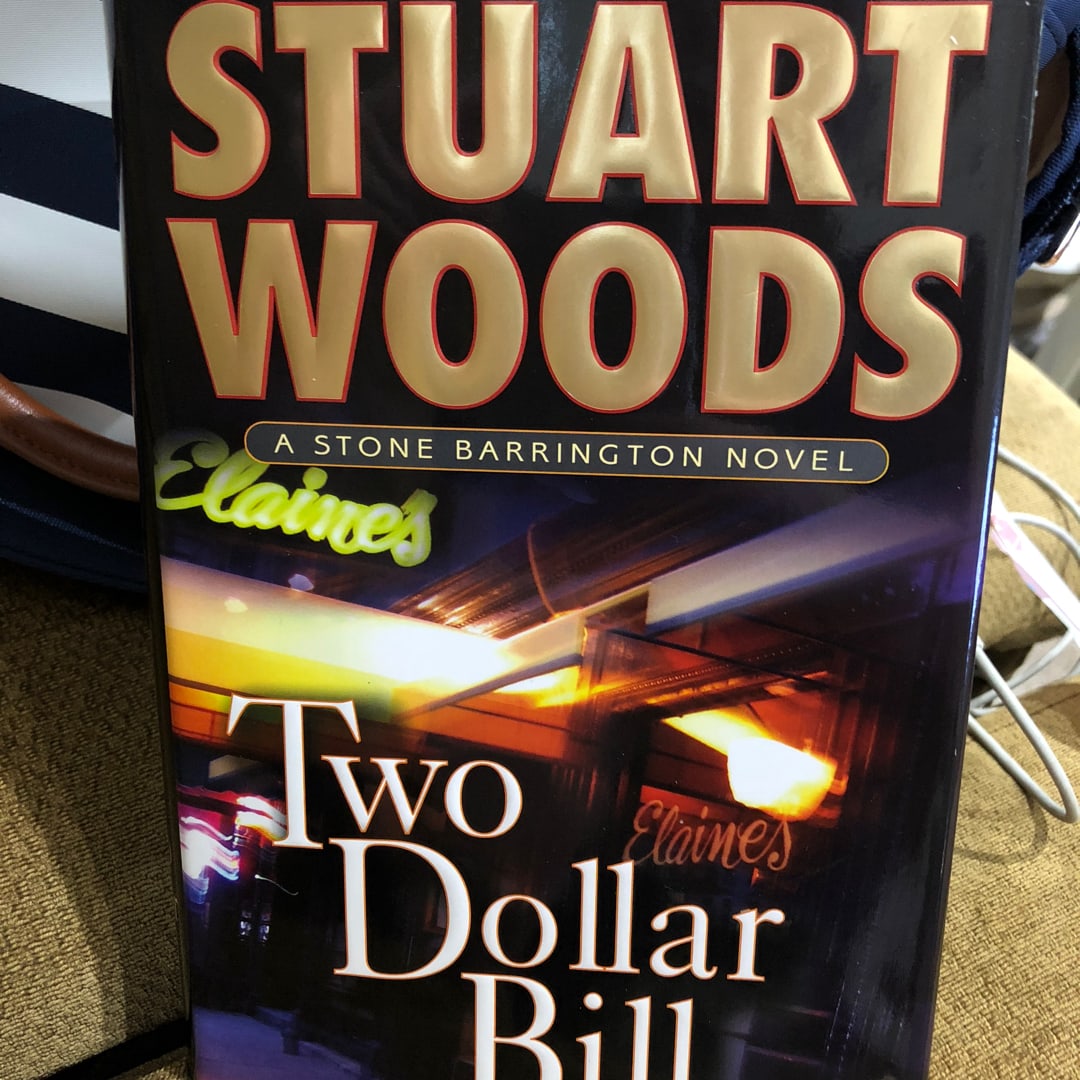 STUART
WOODS
A STONE BARRINGTON NOVEL
Elaine's
Two
Elaine's
Dollar
Bill